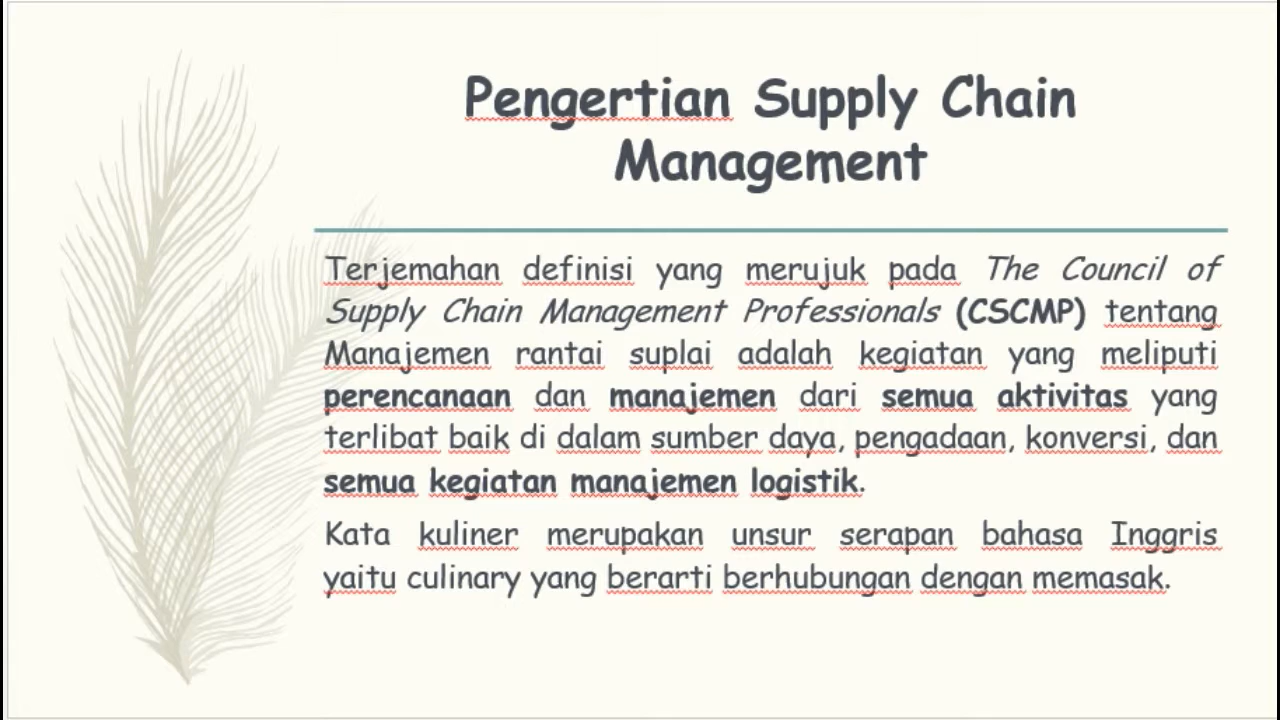 Pengertian Supply Chain
Management
Terjemahan definisi yang merujuk pada The Council of
Supply Chain Management Professionals (CSCMP) tentang
Manajemen rantai suplai adalah kegiatan yang meliputi
perencanaan dan manajemen dari semua aktivitas yang
terlibat baik di dalam sumber daya, pengadaan, konversi, dan
semua kegiatan manajemen logistik.
Kata kuliner merupakan unsur serapan bahasa Inggris
yaitu culinary yang berarti berhubungan dengan memasak.